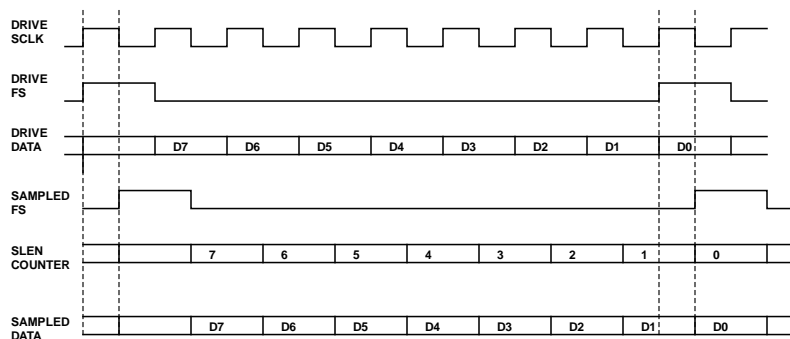 DRIVE
SCLK
DRIVE
FS
DRIVE
DATA
D7 D6 D5 D4 D3 D2 D1 D0
SAMPLED
FS
SLEN
COUNTER
7 6 5 4 3 2 1 0
SAMPLED
DATA
D7 D6 D5 D4 D3 D2 D1 D0